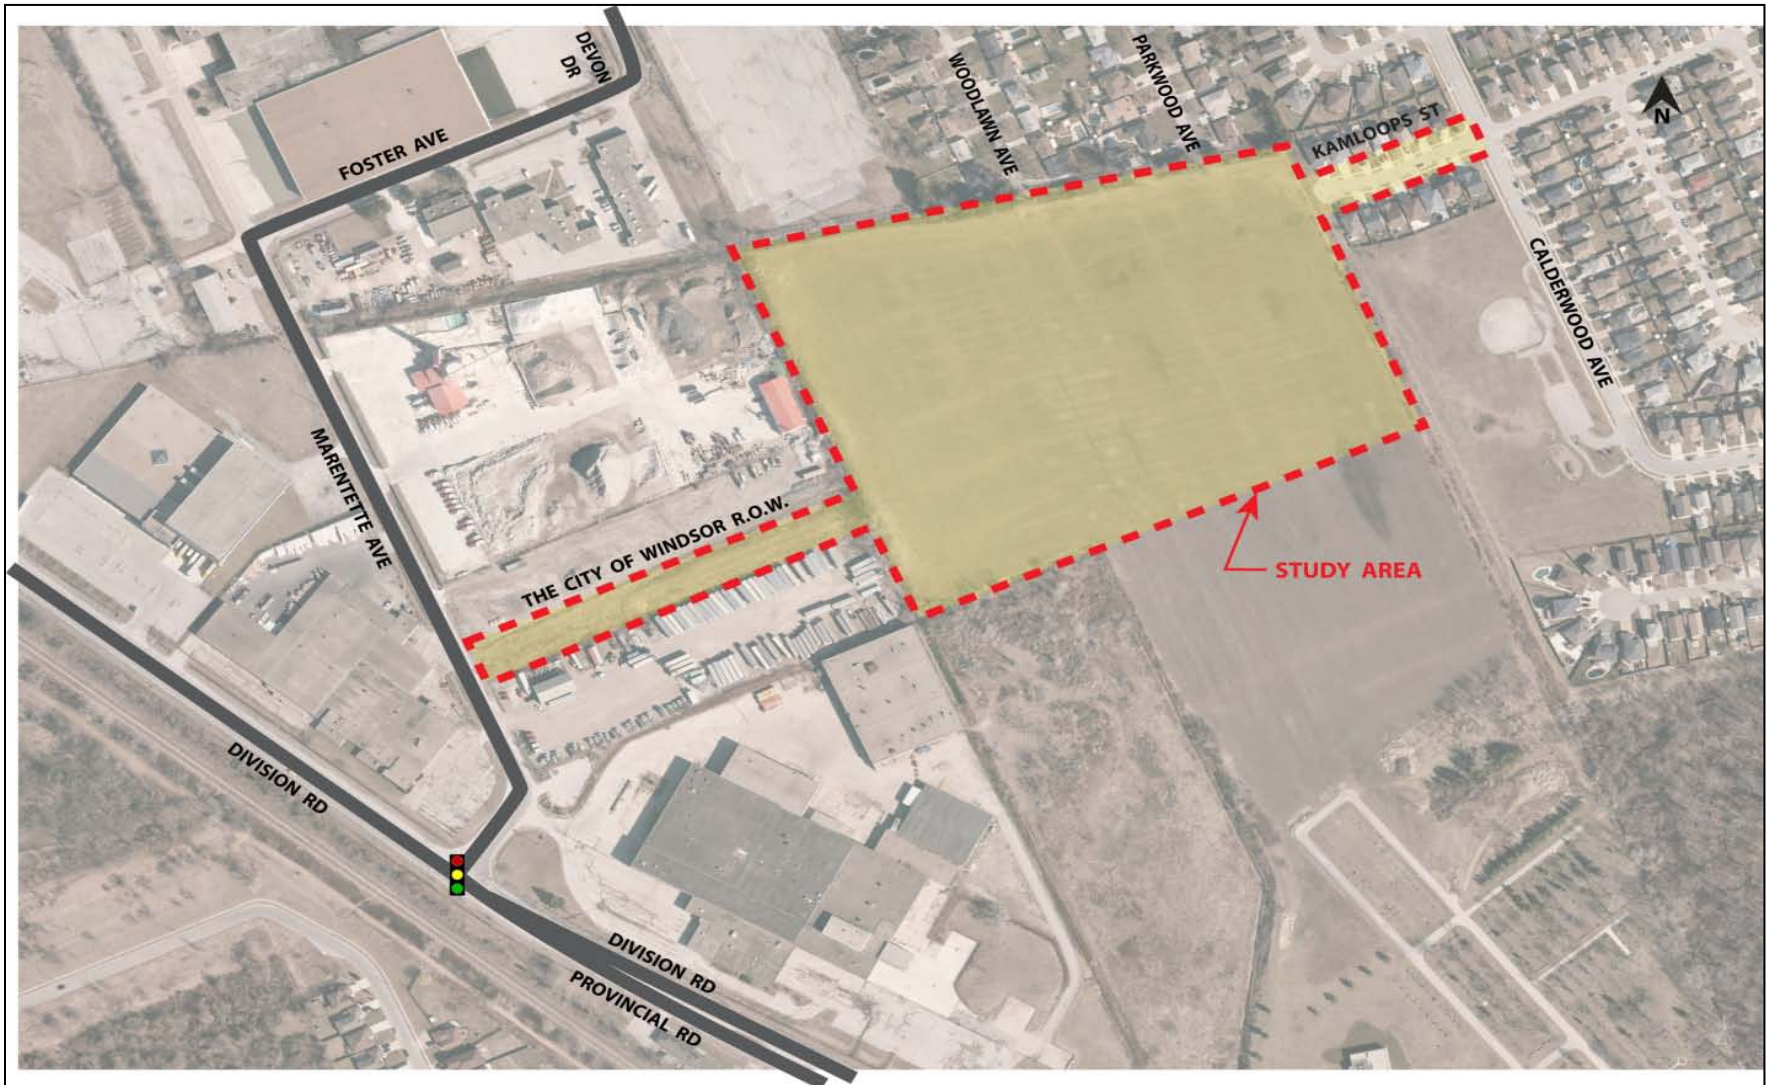 DEVON
DR
FOSTER AVE
WOODLAWN AVE
PARKWOOD AVE
KAMLOOPS ST
N
CALDERWOOD AVE
MARENTETTE AVE
THE CITY OF WINDSOR R.O.W.
STUDY AREA
DIVISION RD
DIVISION RD
PROVINCIAL RD